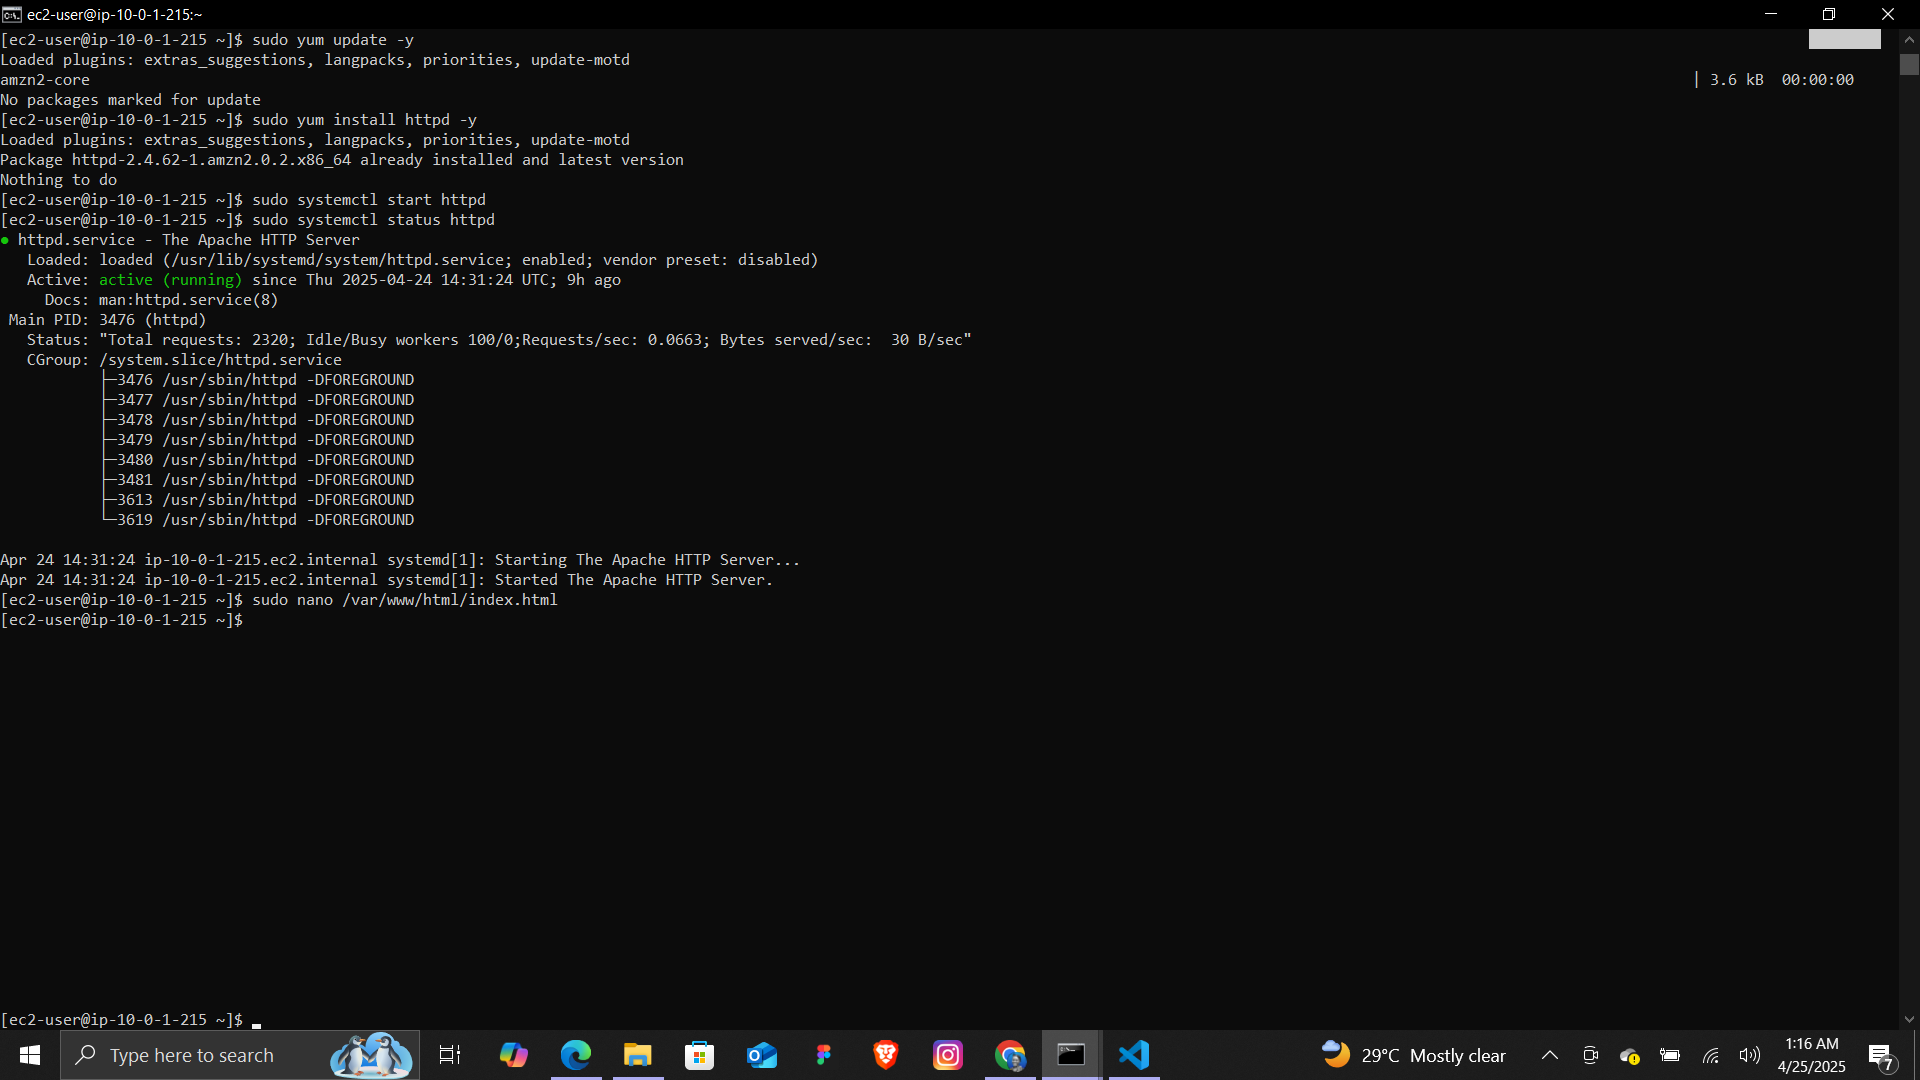 ec2-user@ip-10-0-1-215:~
[ec2-user@ip-10-0-1-215 ~]$ sudo yum update -y
Loaded plugins: extras_suggestions, langpacks, priorities, update-motd
amzn2-core | 3.6 kB 00:00:00
No packages marked for update
[ec2-user@ip-10-0-1-215 ~]$ sudo yum install httpd -y
Loaded plugins: extras_suggestions, langpacks, priorities, update-motd
Package httpd-2.4.62-1.amzn2.0.2.x86_64 already installed and latest version
Nothing to do
[ec2-user@ip-10-0-1-215 ~]$ sudo systemctl start httpd
[ec2-user@ip-10-0-1-215 ~]$ sudo systemctl status httpd
● httpd.service - The Apache HTTP Server
Loaded: loaded (/usr/lib/systemd/system/httpd.service; enabled; vendor preset: disabled)
Active: active (running) since Thu 2025-04-24 14:31:24 UTC; 9h ago
Docs: man:httpd.service(8)
Main PID: 3476 (httpd)
Status: "Total requests: 2320; Idle/Busy workers 100/0;Requests/sec: 0.0663; Bytes served/sec:  30 B/sec"
CGroup: /system.slice/httpd.service
├─3476 /usr/sbin/httpd -DFOREGROUND
├─3477 /usr/sbin/httpd -DFOREGROUND
├─3478 /usr/sbin/httpd -DFOREGROUND
├─3479 /usr/sbin/httpd -DFOREGROUND
├─3480 /usr/sbin/httpd -DFOREGROUND
├─3481 /usr/sbin/httpd -DFOREGROUND
├─3613 /usr/sbin/httpd -DFOREGROUND
└─3619 /usr/sbin/httpd -DFOREGROUND
Apr 24 14:31:24 ip-10-0-1-215.ec2.internal systemd[1]: Starting The Apache HTTP Server...
Apr 24 14:31:24 ip-10-0-1-215.ec2.internal systemd[1]: Started The Apache HTTP Server.
[ec2-user@ip-10-0-1-215 ~]$ sudo nano /var/www/html/index.html
[ec2-user@ip-10-0-1-215 ~]$
[ec2-user@ip-10-0-1-215 ~]$
Type here to search
29°C Mostly clear
1:16 AM
4/25/2025
7